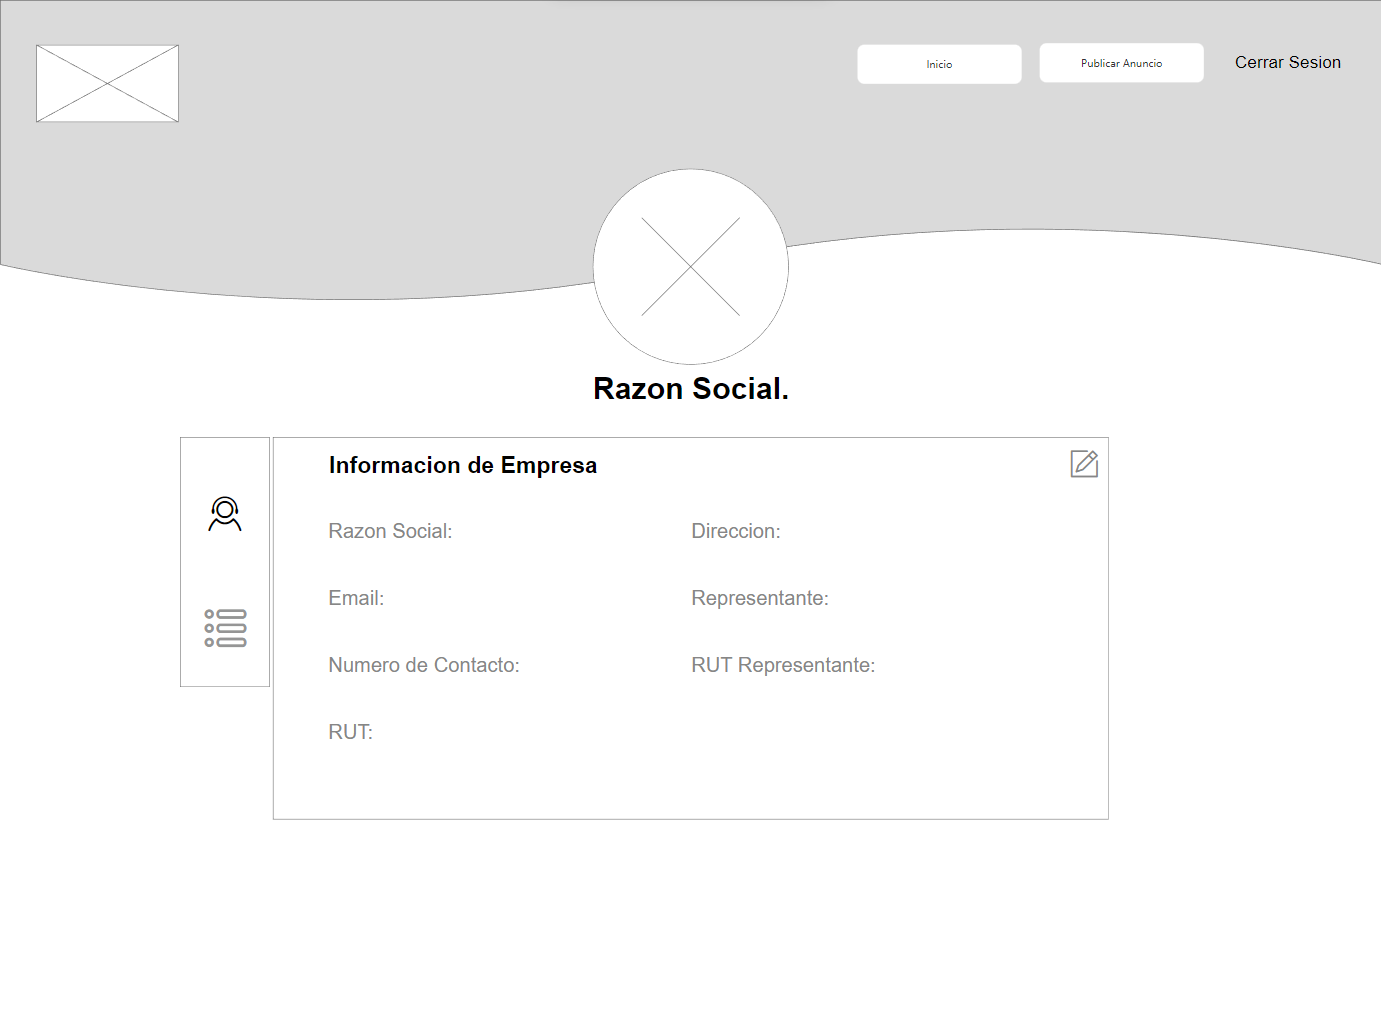 Inicio
Publicar Anuncio
Cerrar Sesion
Razon Social.
Informacion de Empresa
Razon Social:
Direccion:
Email:
Representante:
Numero de Contacto:
RUT Representante:
RUT: